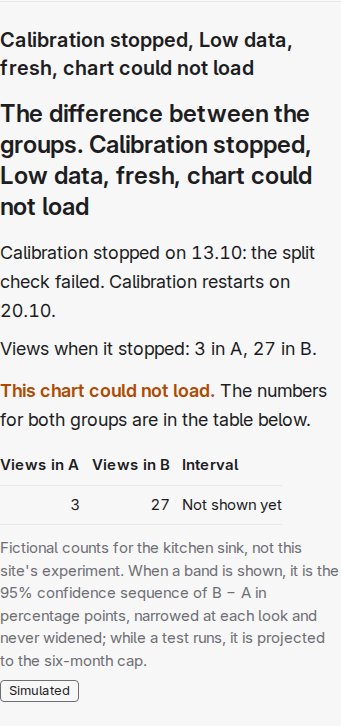 Calibration stopped, Low data,
fresh, chart could not load
The difference between the
groups. Calibration stopped,
Low data, fresh, chart could
not load
Calibration stopped on 13.10: the split
check failed. Calibration restarts on
20.10.
Views when it stopped: 3 in A, 27 in B.
This chart could not load. The numbers
for both groups are in the table below.
Views in A Views in B Interval
3 27 Not shown yet
Fictional counts for the kitchen sink, not this
site's experiment. When a band is shown, it is the
95% confidence sequence of B − A in
percentage points, narrowed at each look and
never widened; while a test runs, it is projected
to the six-month cap.
Simulated